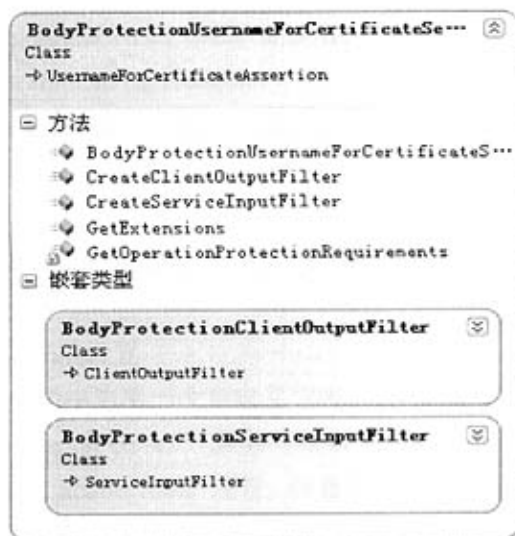 BodyProtectionUsernameForCertificateSe…
Class
UsernameForCertificateAssertion
方法
BodyProtectionUsernameForCertificateS…
CreateClientOutputFilter
CreateServiceInputFilter
GetExtensions
GetOperationProtectionRequirements
嵌套类型
BodyProtectionClientOutputFilter
Class
ClientOutputFilter
BodyProtectionServiceInputFilter
Class
ServiceInputFilter